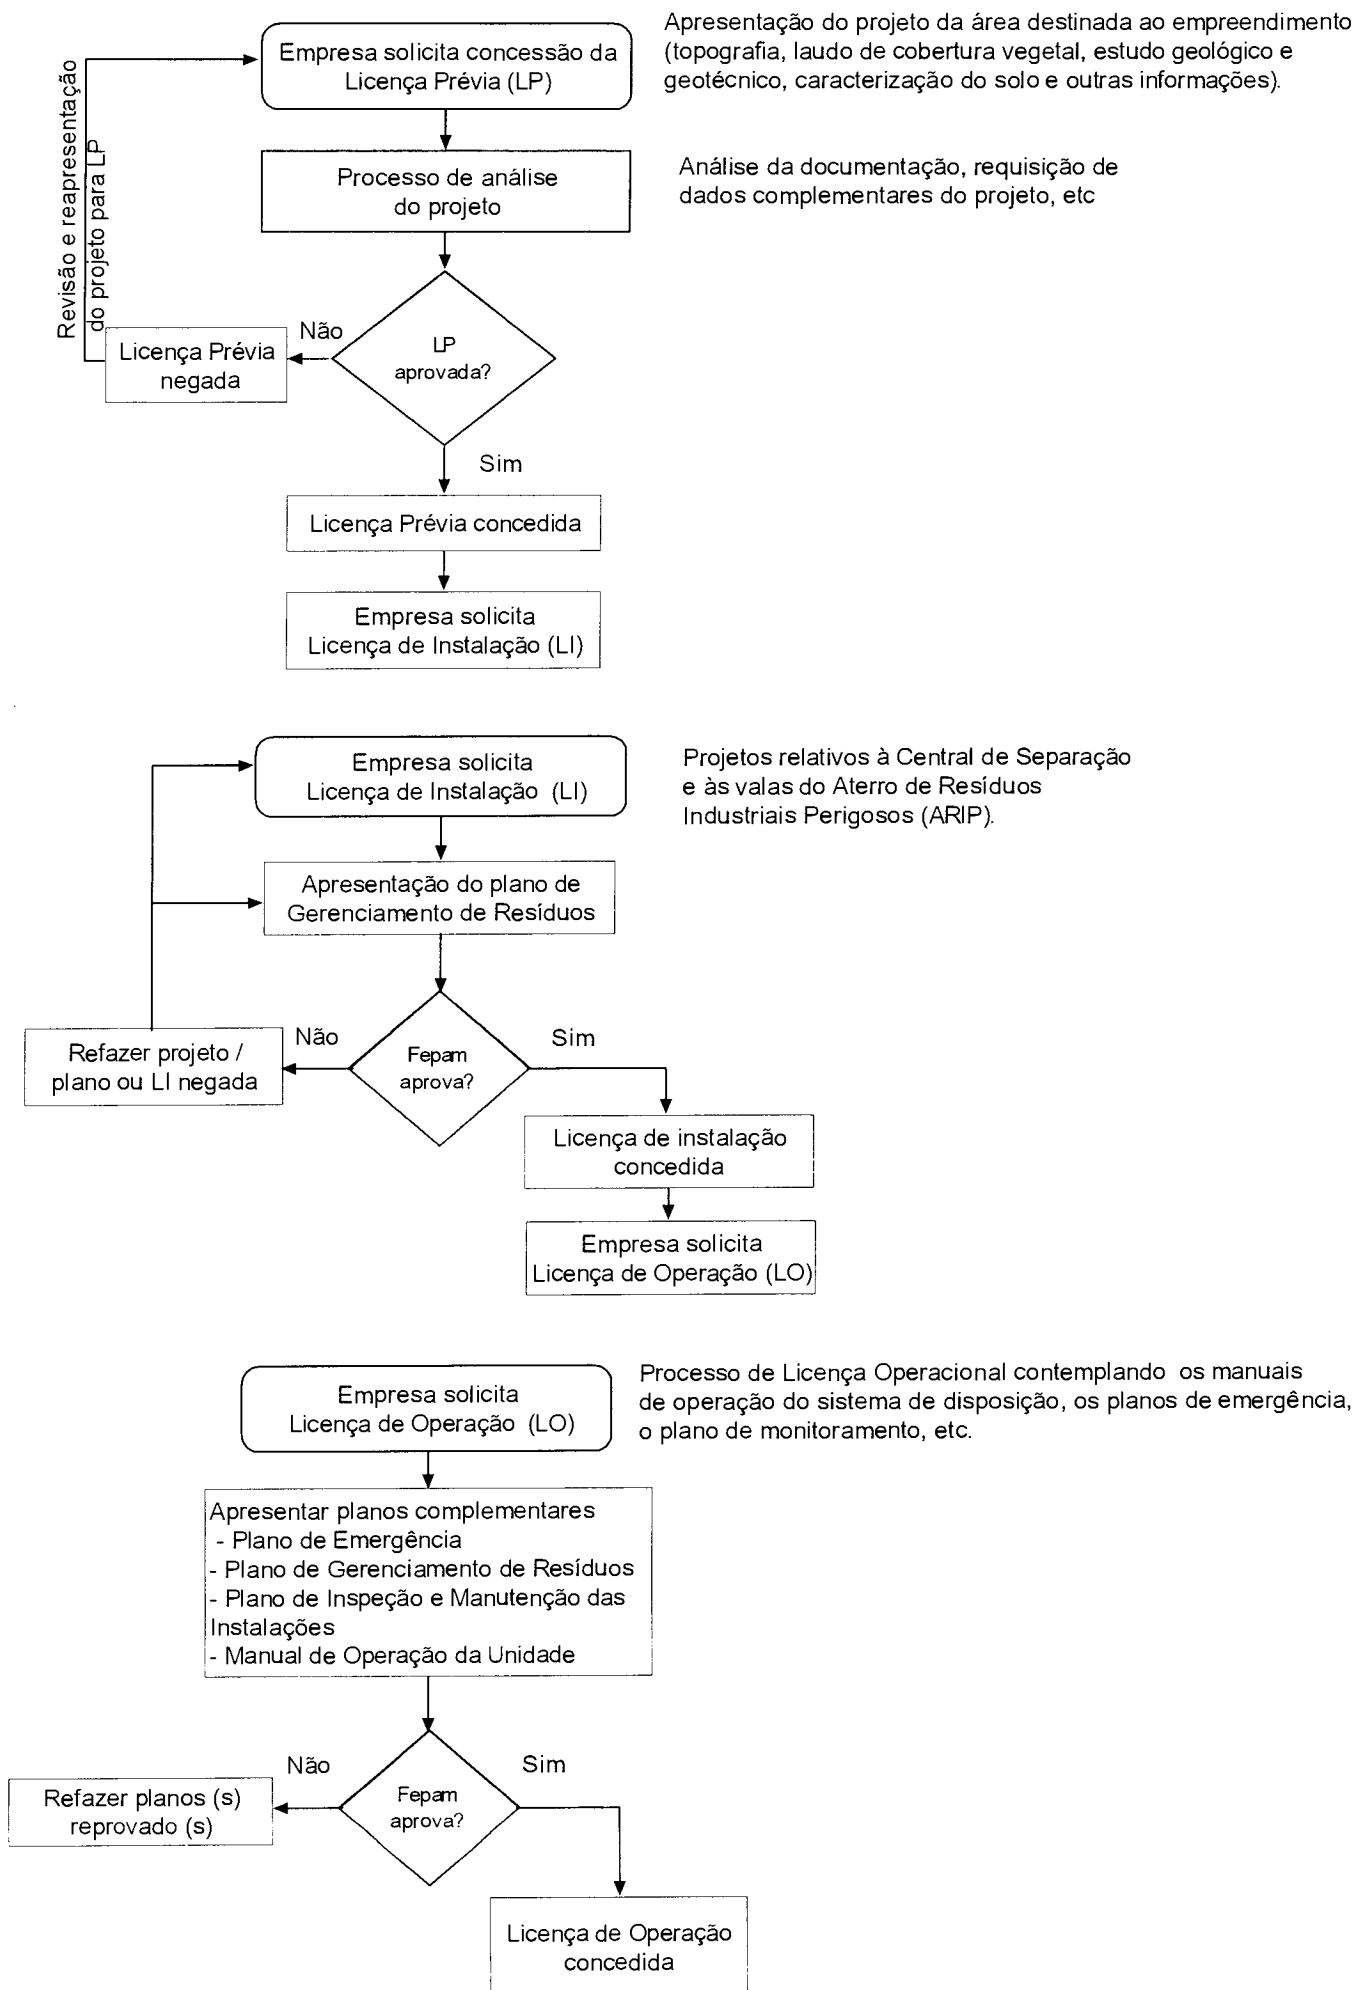 Empresa solicita concessão da
Licença Prévia (LP)
Apresentação do projeto da área destinada ao empreendimento
(topografia, laudo de cobertura vegetal, estudo geológico e
geotécnico, caracterização do solo e outras informações).
Revisão e reapresentação
do projeto para LP
Processo de análise
do projeto
Análise da documentação, requisição de
dados complementares do projeto, etc
LP
aprovada?
Não
Licença Prévia
negada
Sim
Licença Prévia concedida
Empresa solicita
Licença de Instalação (LI)
Empresa solicita
Licença de Instalação (LI)
Projetos relativos à Central de Separação
e às valas do Aterro de Resíduos
Industriais Perigosos (ARIP).
Apresentação do plano de
Gerenciamento de Resíduos
Fepam
aprova?
Não
Sim
Refazer projeto /
plano ou LI negada
Licença de instalação
concedida
Empresa solicita
Licença de Operação (LO)
Empresa solicita
Licença de Operação (LO)
Processo de Licença Operacional contemplando os manuais
de operação do sistema de disposição, os planos de emergência,
o plano de monitoramento, etc.
Apresentar planos complementares
- Plano de Emergência
- Plano de Gerenciamento de Resíduos
- Plano de Inspeção e Manutenção das
Instalações
- Manual de Operação da Unidade
Não
Sim
Fepam
aprova?
Refazer planos (s)
reprovado (s)
Licença de Operação
concedida